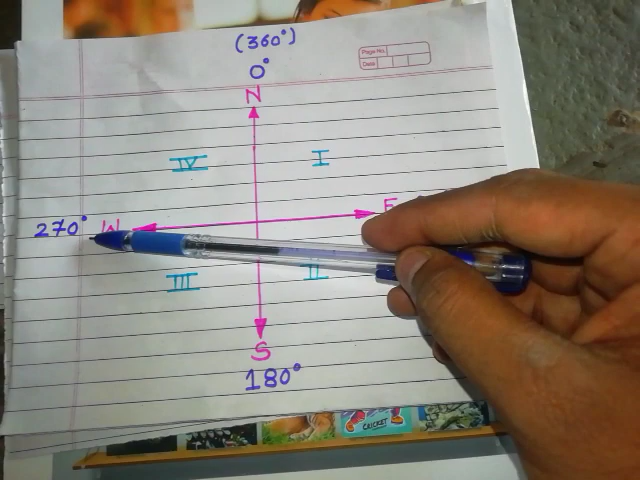 (360°)
0°
Page No.
Date
N
IV
I
270°
W
E
III
II
S
180°
CRICKET